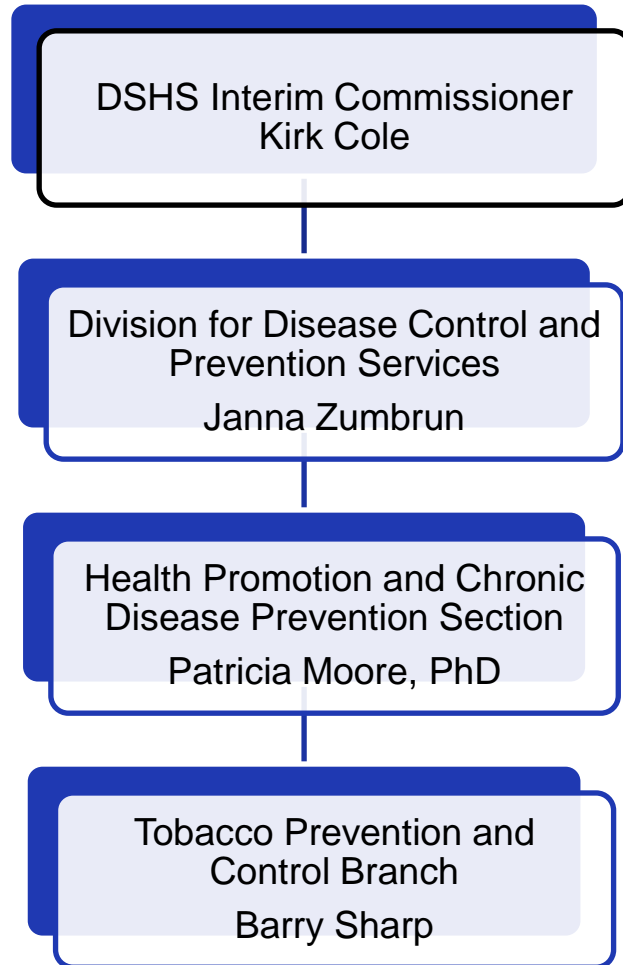 DSHS Interim Commissioner
Kirk Cole
Division for Disease Control and
Prevention Services
Janna Zumbrun
Health Promotion and Chronic
Disease Prevention Section
Patricia Moore, PhD
Tobacco Prevention and
Control Branch
Barry Sharp